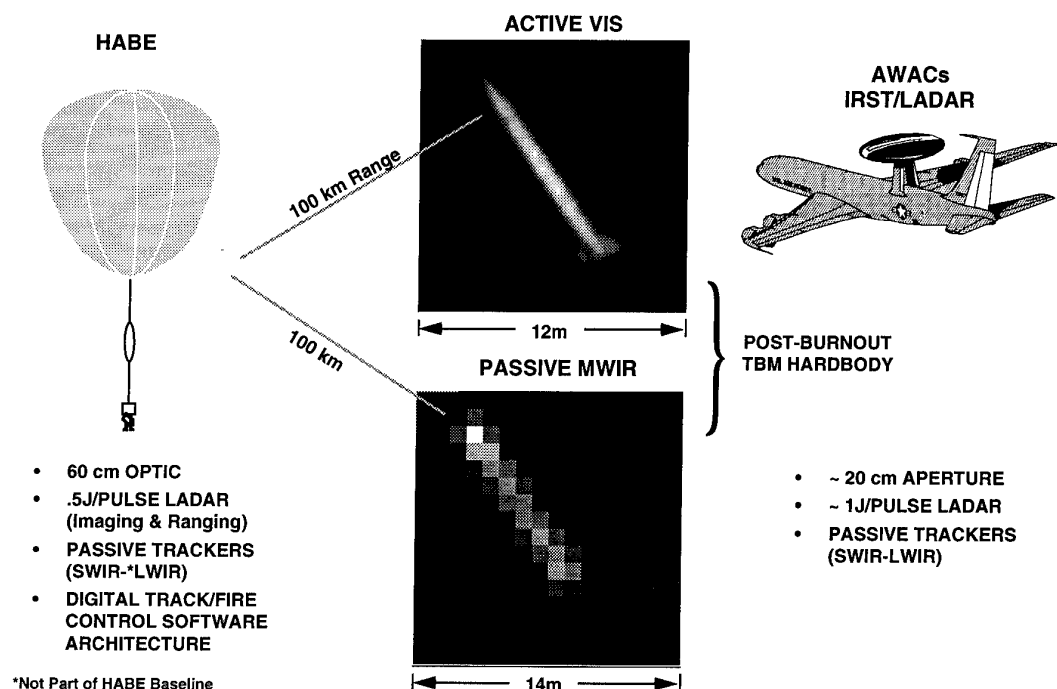 HABE
ACTIVE VIS
AWACs
IRST/LADAR
100 km Range
100 km
12m
PASSIVE MWIR
POST-BURNOUT
TBM HARDBODY
14m
• 60 cm OPTIC
• .5J/PULSE LADAR
(Imaging & Ranging)
• PASSIVE TRACKERS
(SWIR-*LWIR)
• DIGITAL TRACK/FIRE
CONTROL SOFTWARE
ARCHITECTURE
*Not Part of HABE Baseline
• ~ 20 cm APERTURE
• ~ 1J/PULSE LADAR
• PASSIVE TRACKERS
(SWIR-LWIR)